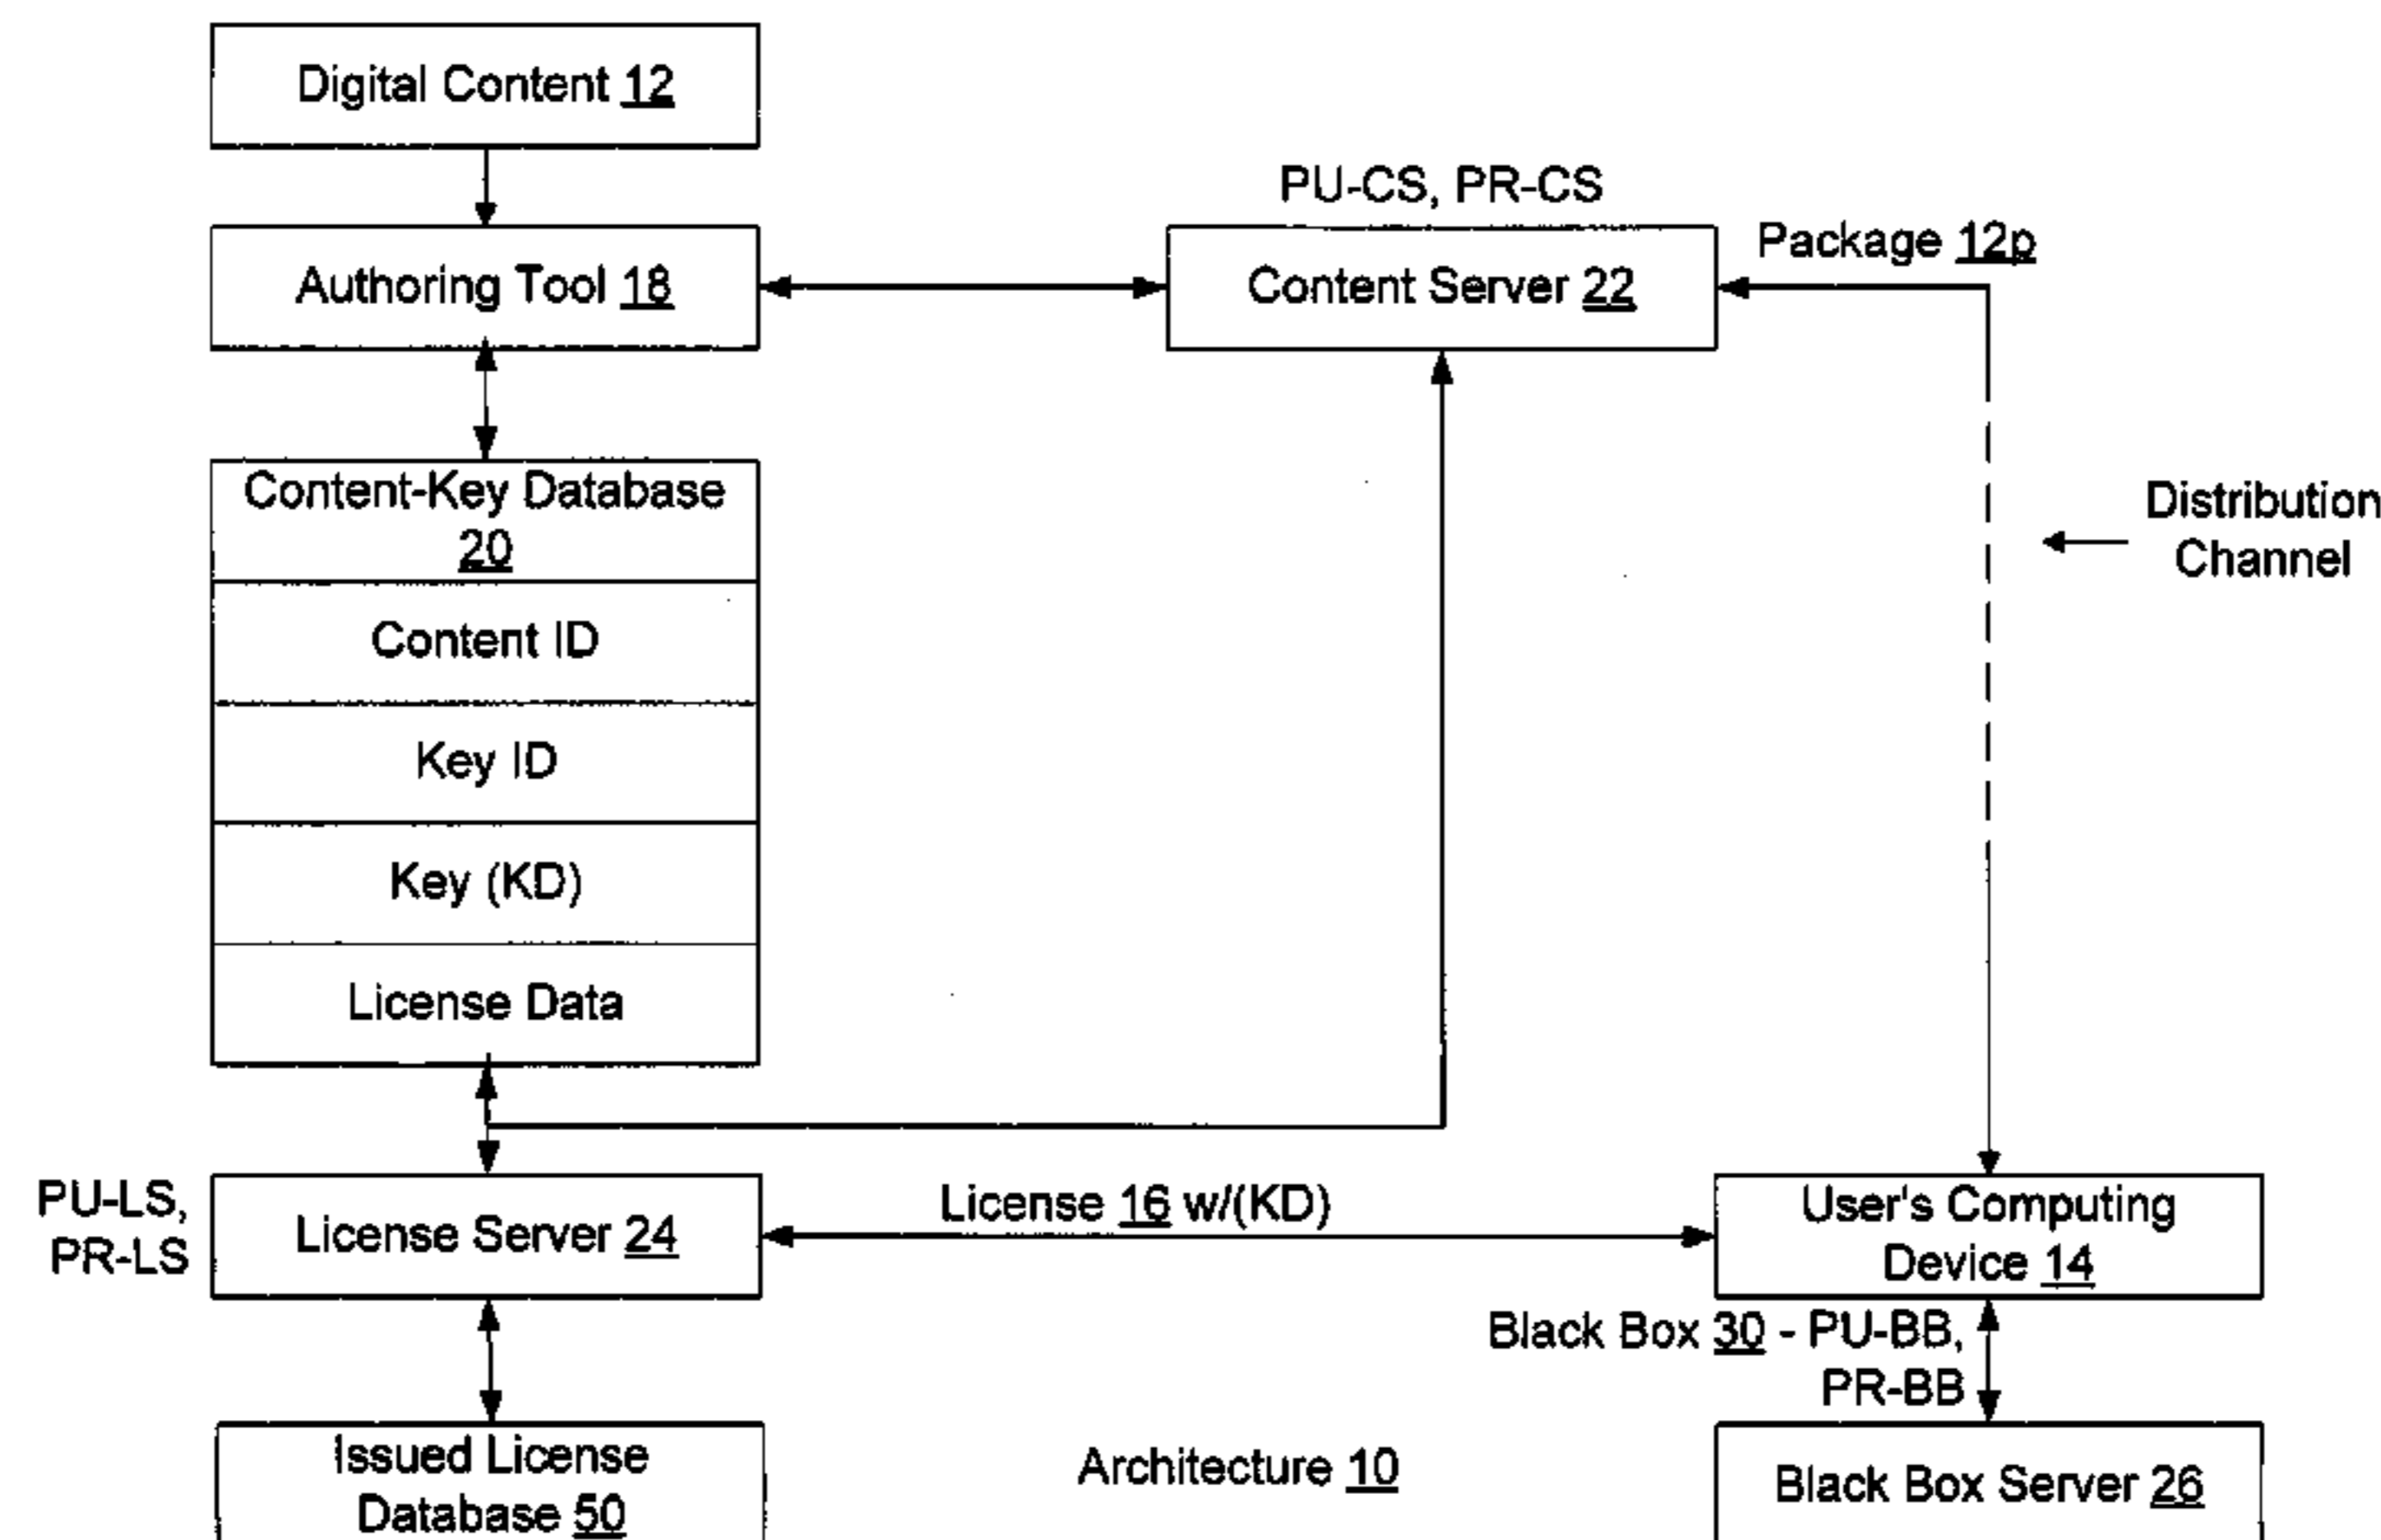 Digital Content 12
PU-CS, PR-CS
Authoring Tool 18
Content Server 22
Package 12p
Content-Key Database
20
Distribution
Channel
Content ID
Key ID
Key (KD)
License Data
PU-LS,
PR-LS
License Server 24
License 16 w/(KD)
User's Computing
Device 14
Black Box 30 - PU-BB,
PR-BB
Issued License
Database 50
Architecture 10
Black Box Server 26